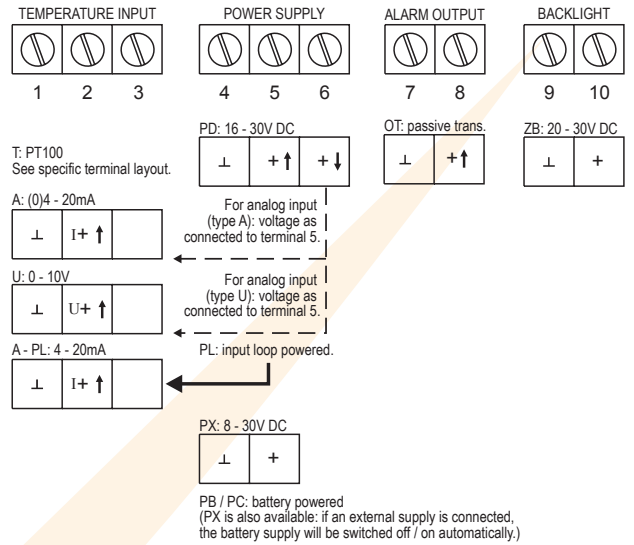 TEMPERATURE INPUT
POWER SUPPLY
ALARM OUTPUT
BACKLIGHT
1 2 3
4 5 6
7 8
9 10
T: PT100
See specific terminal layout.
PD: 16 - 30V DC
⊥ +↑ +↓
OT: passive trans.
⊥ +↑
ZB: 20 - 30V DC
⊥ +
A: (0)4 - 20mA
⊥ I+ ↑
For analog input
(type A): voltage as
connected to terminal 5.
U: 0 - 10V
⊥ U+ ↑
For analog input
(type U): voltage as
connected to terminal 5.
A - PL: 4 - 20mA
⊥ I+ ↑
PL: input loop powered.
PX: 8 - 30V DC
⊥ +
PB / PC: battery powered
(PX is also available: if an external supply is connected,
the battery supply will be switched off / on automatically.)